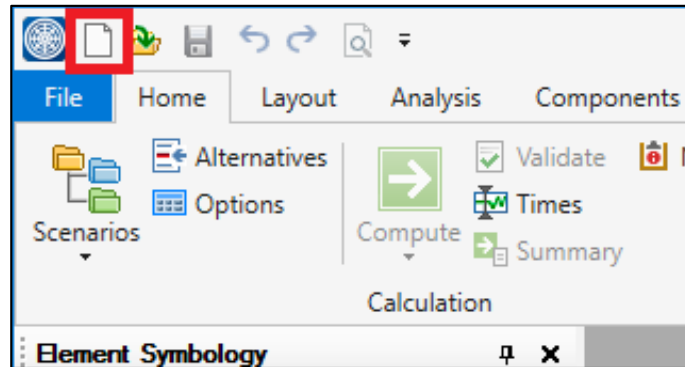 File Home Layout Analysis Components
Alternatives Validate
Options Times
Scenarios Compute Summary
Calculation
Element Symbology